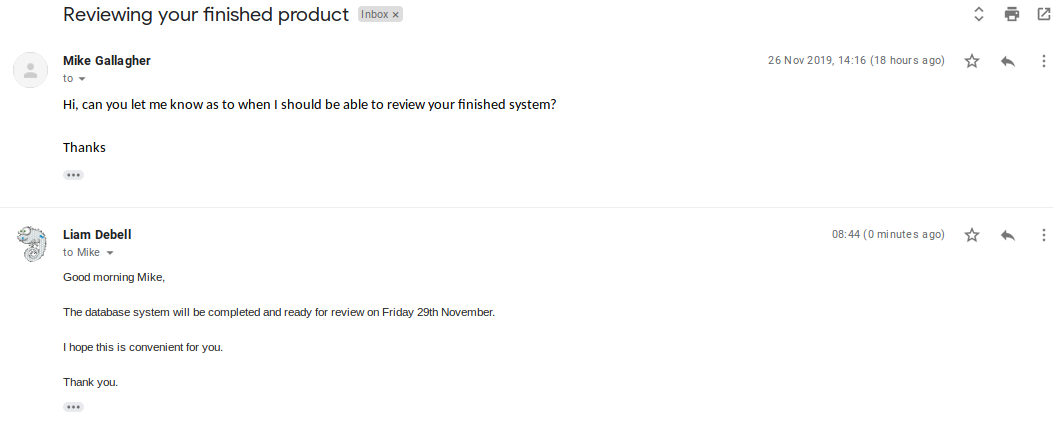 Reviewing your finished product Inbox ×
Mike Gallagher 26 Nov 2019, 14:16 (18 hours ago)
to
Hi, can you let me know as to when I should be able to review your finished system?
Thanks
Liam Debell 08:44 (0 minutes ago)
to Mike
Good morning Mike,
The database system will be completed and ready for review on Friday 29th November.
I hope this is convenient for you.
Thank you.